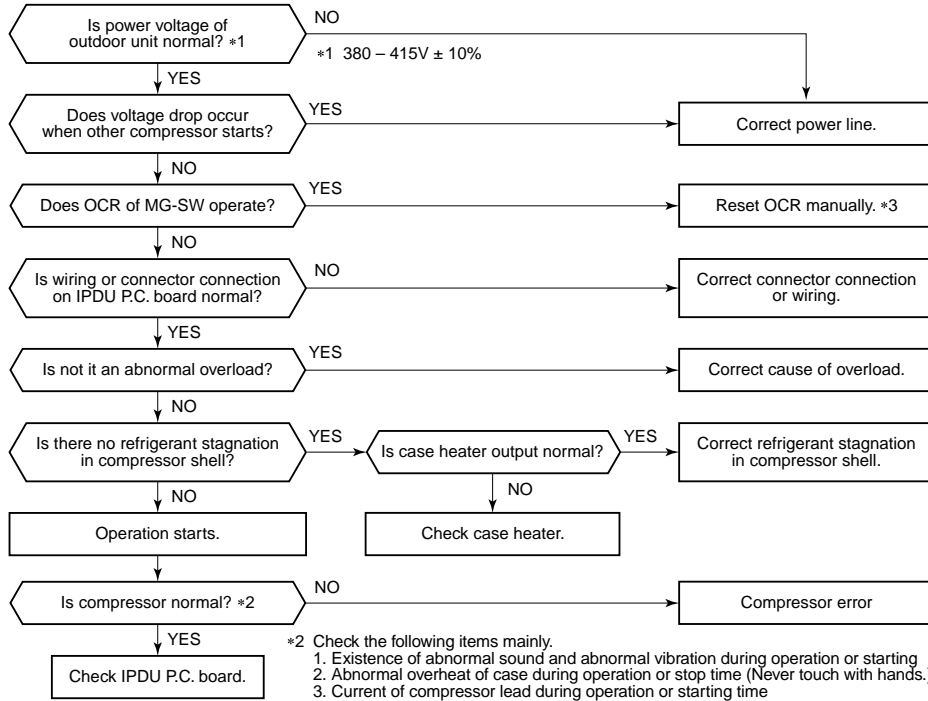 Is power voltage of
outdoor unit normal? *1
NO
*1 380 – 415V ± 10%
YES
Does voltage drop occur
when other compressor starts?
YES
Correct power line.
NO
Does OCR of MG-SW operate?
YES
Reset OCR manually. *3
NO
Is wiring or connector connection
on IPDU P.C. board normal?
NO
Correct connector connection
or wiring.
YES
Is not it an abnormal overload?
YES
Correct cause of overload.
NO
Is there no refrigerant stagnation
in compressor shell?
YES
Is case heater output normal?
YES
Correct refrigerant stagnation
in compressor shell.
NO
NO
Operation starts.
Check case heater.
Is compressor normal? *2
NO
Compressor error
YES
Check IPDU P.C. board.
*2 Check the following items mainly.
1. Existence of abnormal sound and abnormal vibration during operation or starting
2. Abnormal overheat of case during operation or stop time (Never touch with hands.)
3. Current of compressor lead during operation or starting time